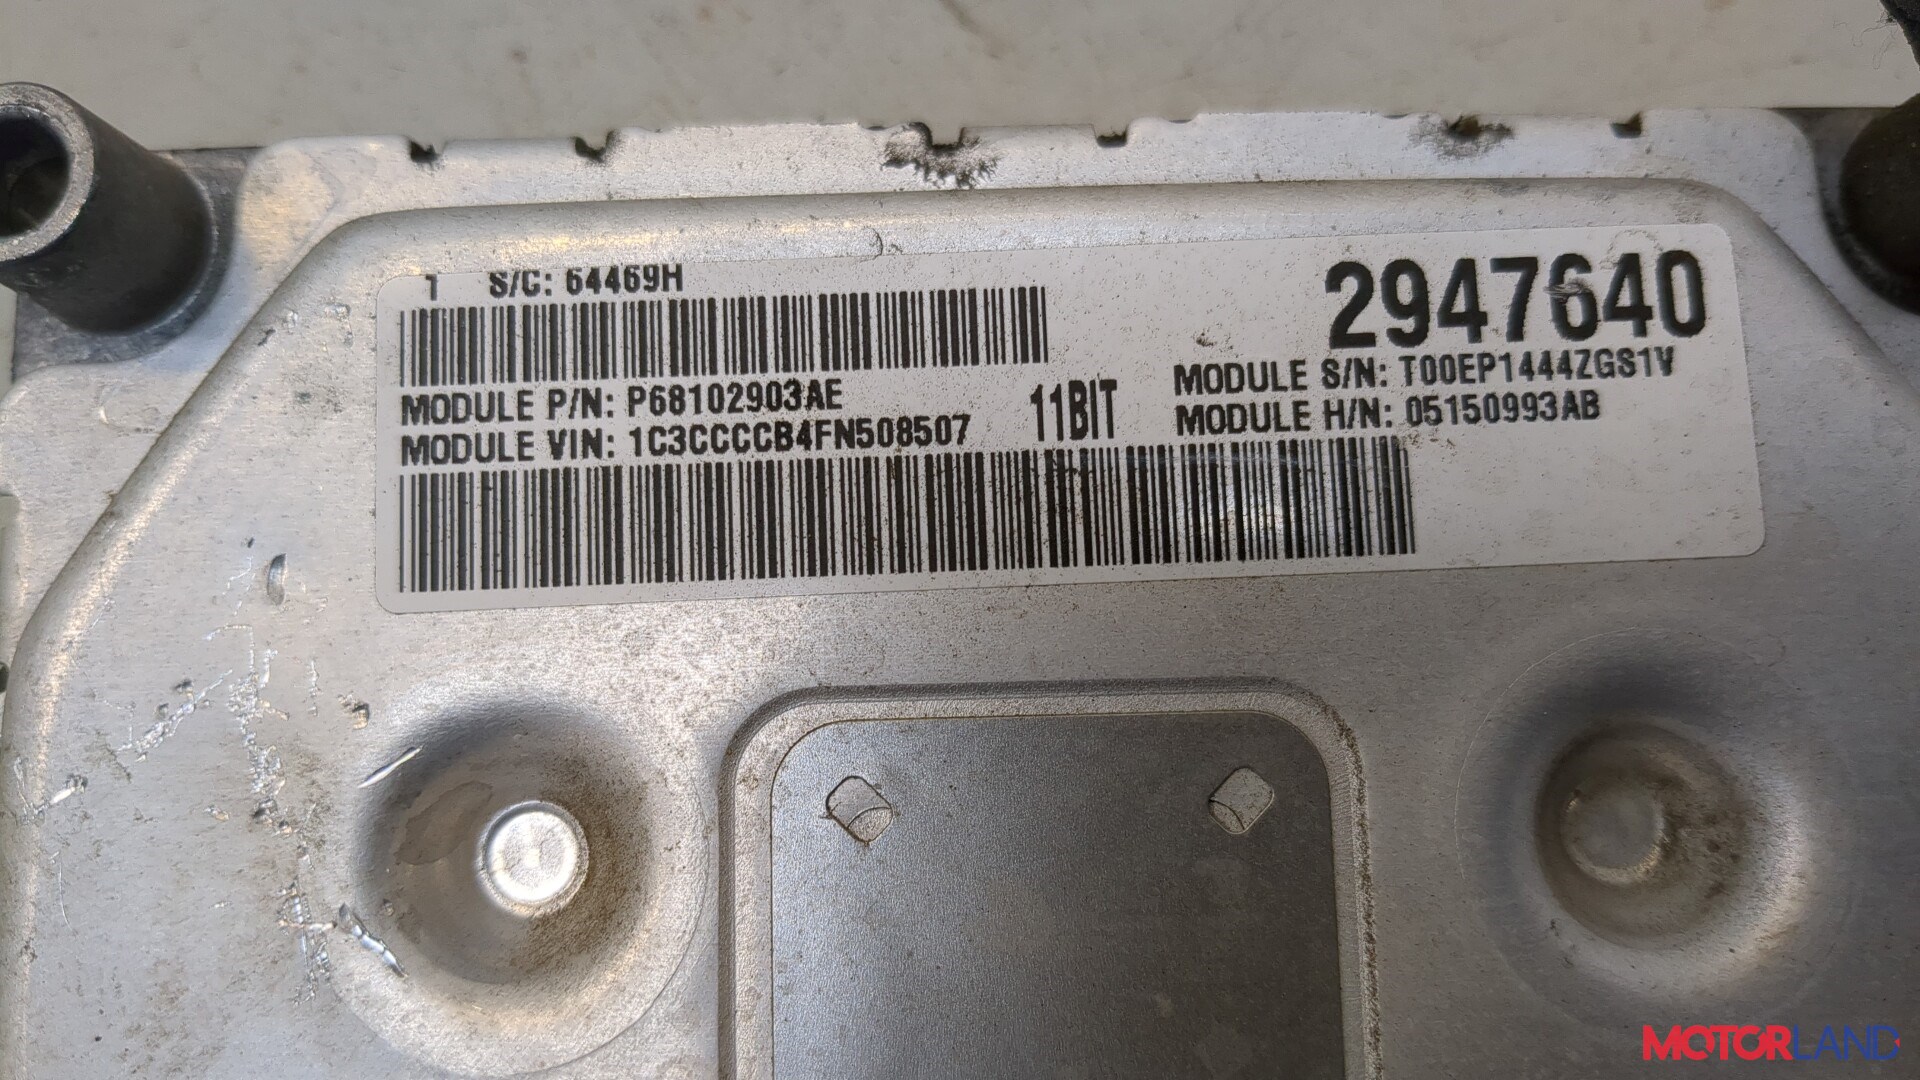 1 S/C: 64469H
2947640
MODULE P/N: P68102903AE
MODULE VIN: 1C3CCCCB4FN508507
11BIT
MODULE S/N: T00EP1444ZGS1V
MODULE H/N: 05150993AB
MOTORLAND